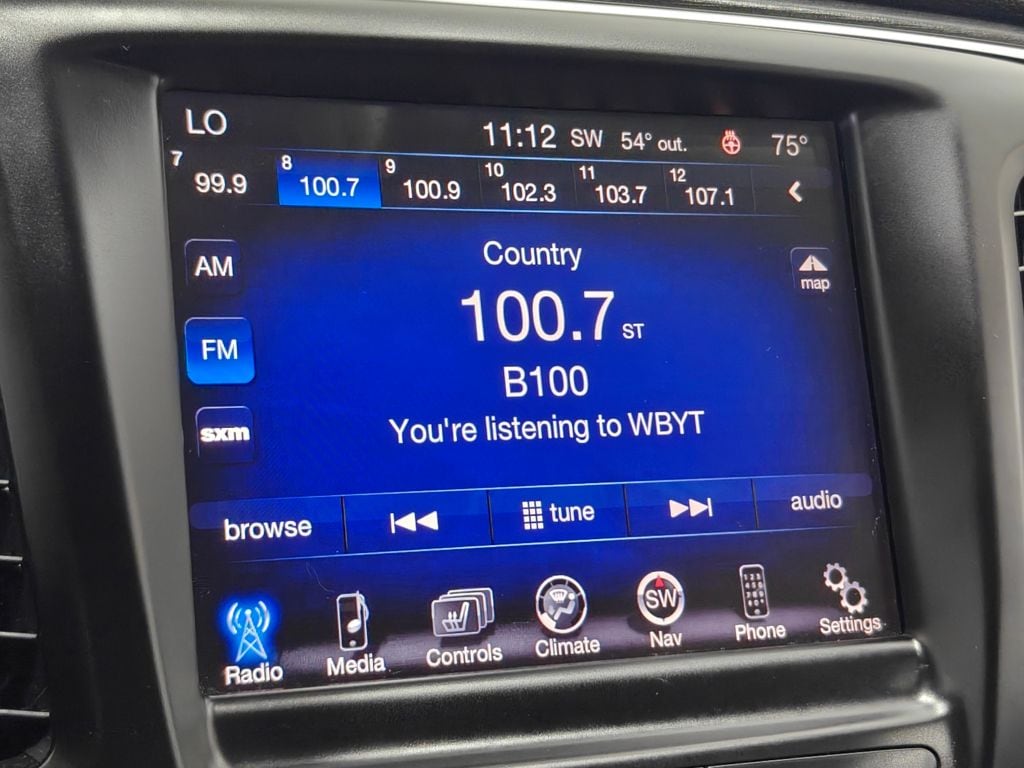 LO 11:12 SW 54° out. 75°
7 99.9 8 100.7 9 100.9 10 102.3 11 103.7 12 107.1
AM
Country
map
100.7 ST
FM
B100
sxm
You're listening to WBYT
browse tune audio
SW
Radio Media Controls Climate Nav Phone Settings